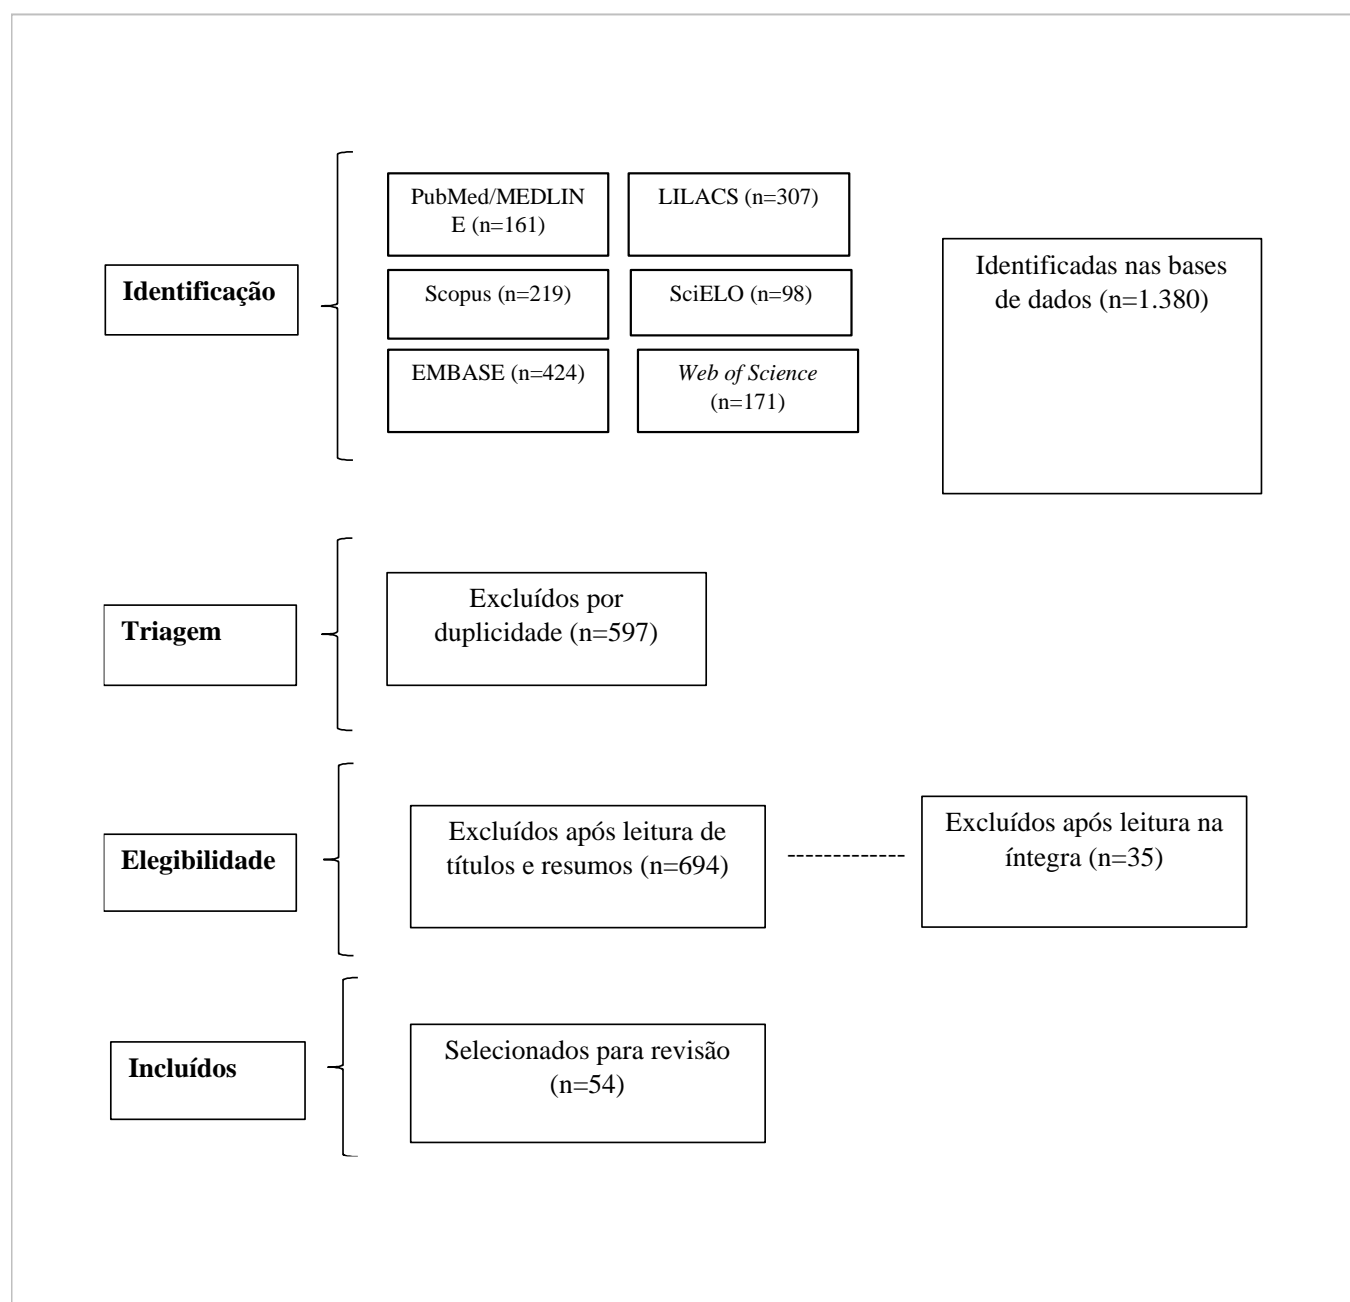 Identificação
PubMed/MEDLIN
E (n=161)
LILACS (n=307)
Scopus (n=219)
SciELO (n=98)
EMBASE (n=424)
Web of Science
(n=171)
Identificadas nas bases
de dados (n=1.380)
Triagem
Excluídos por
duplicidade (n=597)
Elegibilidade
Excluídos após leitura de
títulos e resumos (n=694)
Excluídos após leitura na
íntegra (n=35)
Incluídos
Selecionados para revisão
(n=54)